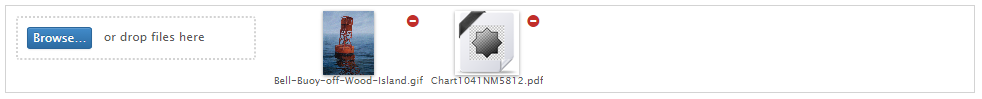 Browse... or drop files here
Bell-Buoy-off-Wood-Island.gif Chart1041NM5812.pdf